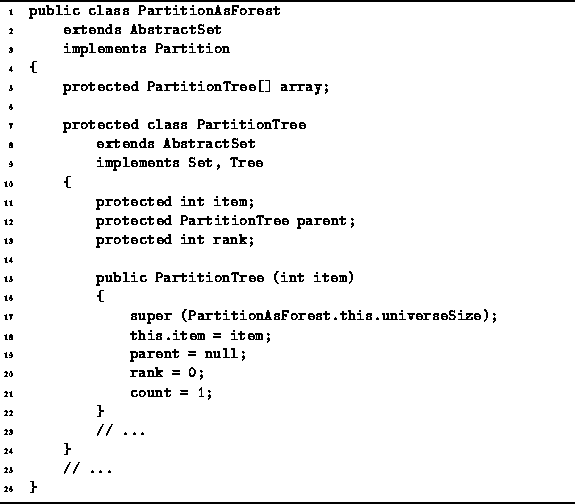 1 public class PartitionAsForest
2 extends AbstractSet
3 implements Partition
4 {
5 protected PartitionTree[] array;
6
7 protected class PartitionTree
8 extends AbstractSet
9 implements Set, Tree
10 {
11 protected int item;
12 protected PartitionTree parent;
13 protected int rank;
14
15 public PartitionTree (int item)
16 {
17 super (PartitionAsForest.this.universeSize);
18 this.item = item;
19 parent = null;
20 rank = 0;
21 count = 1;
22 }
23 // ...
24 }
25 // ...
26 }